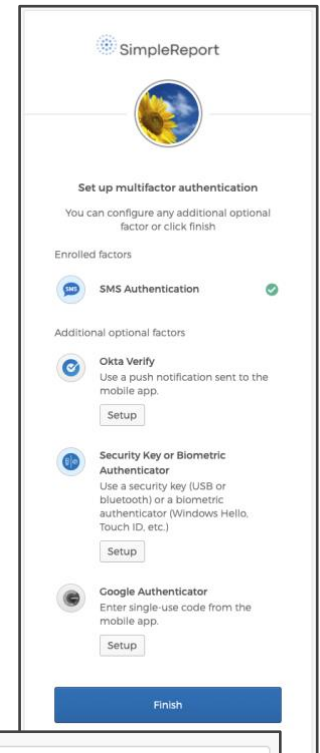 SimpleReport
Set up multifactor authentication
You can configure any additional optional
factor or click finish
Enrolled factors
SMS
SMS Authentication
Additional optional factors
Okta Verify
Use a push notification sent to the
mobile app.
Setup
Security Key or Biometric
Authenticator
Use a security key (USB or
bluetooth) or a biometric
authenticator (Windows Hello,
Touch ID, etc.)
Setup
Google Authenticator
Enter single-use code from the
mobile app.
Setup
Finish